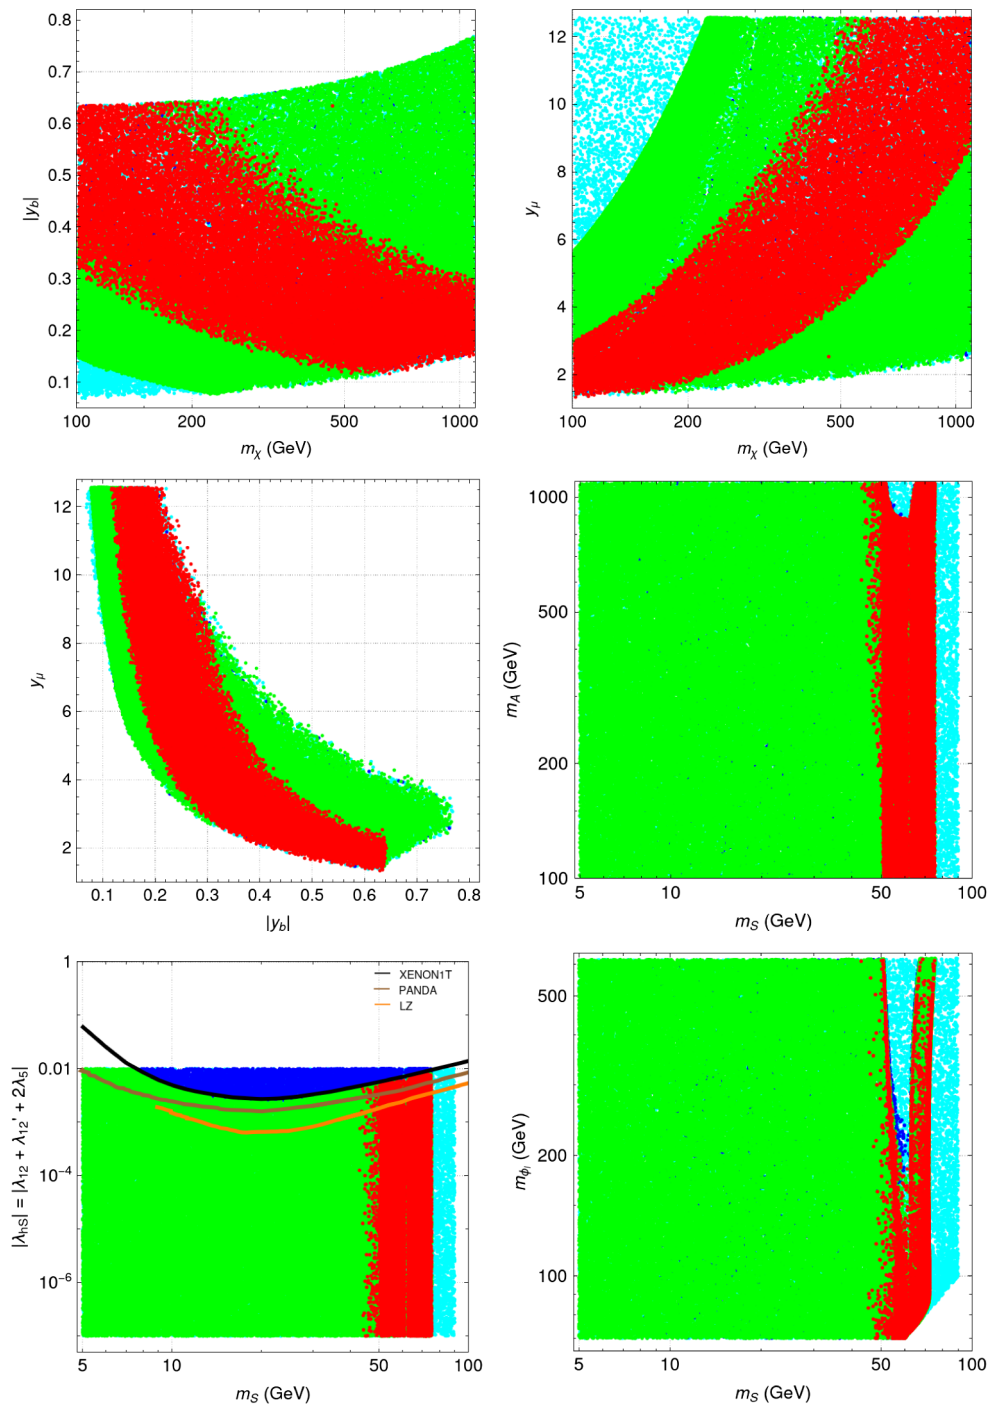 0.8
0.7
0.6
0.5
0.4
0.3
0.2
0.1
|y_b|
100 200 500 1000
m_χ (GeV)
12
10
8
6
4
2
y_μ
100 200 500 1000
m_χ (GeV)
12
10
8
6
4
2
y_μ
0.1 0.2 0.3 0.4 0.5 0.6 0.7 0.8
|y_b|
1000
500
200
100
m_A (GeV)
5 10 50 100
m_S (GeV)
1
0.01
10⁻⁴
10⁻⁶
|λ_hS| = |λ_12 + λ_12' + 2λ_5|
XENON1T
PANDA
LZ
5 10 50 100
m_S (GeV)
500
200
100
m_ϕ_l (GeV)
5 10 50 100
m_S (GeV)